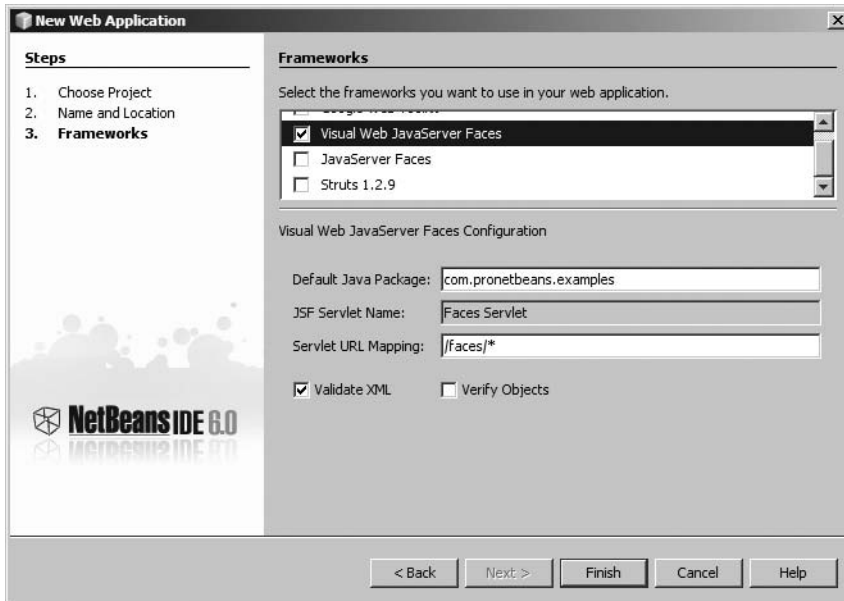 New Web Application
Steps
1. Choose Project
2. Name and Location
3. Frameworks
Frameworks
Select the frameworks you want to use in your web application.
Visual Web JavaServer Faces
JavaServer Faces
Struts 1.2.9
Visual Web JavaServer Faces Configuration
Default Java Package: com.pronetbeans.examples
JSF Servlet Name: Faces Servlet
Servlet URL Mapping: /faces/*
Validate XML Verify Objects
NetBeans IDE 6.0
< Back Next > Finish Cancel Help